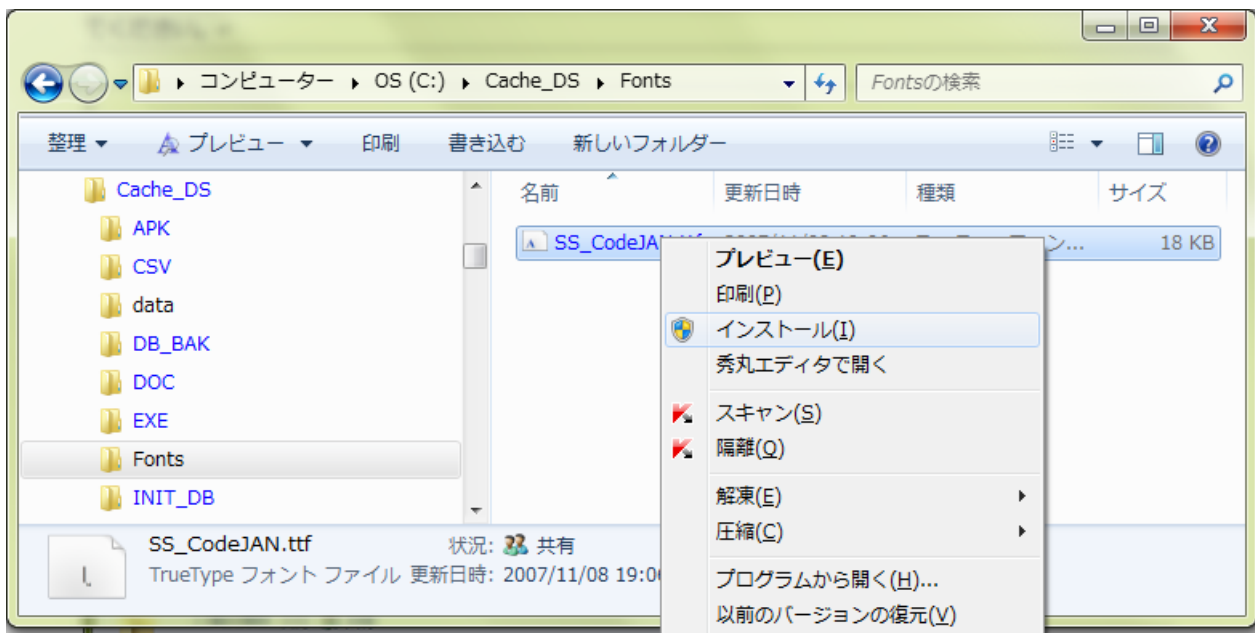 コンピューター ▸ OS (C:) ▸ Cache_DS ▸ Fonts
Fontsの検索
整理 プレビュー 印刷 書き込む 新しいフォルダー
Cache_DS
APK
CSV
data
DB_BAK
DOC
EXE
Fonts
INIT_DB
名前 更新日時 種類 サイズ
SS_CodeJAN 18 KB
プレビュー(E)
印刷(P)
インストール(I)
秀丸エディタで開く
スキャン(S)
隔離(Q)
解凍(E)
圧縮(C)
プログラムから開く(H)...
以前のバージョンの復元(V)
SS_CodeJAN.ttf 状況: 共有
TrueType フォント ファイル 更新日時: 2007/11/08 19:0